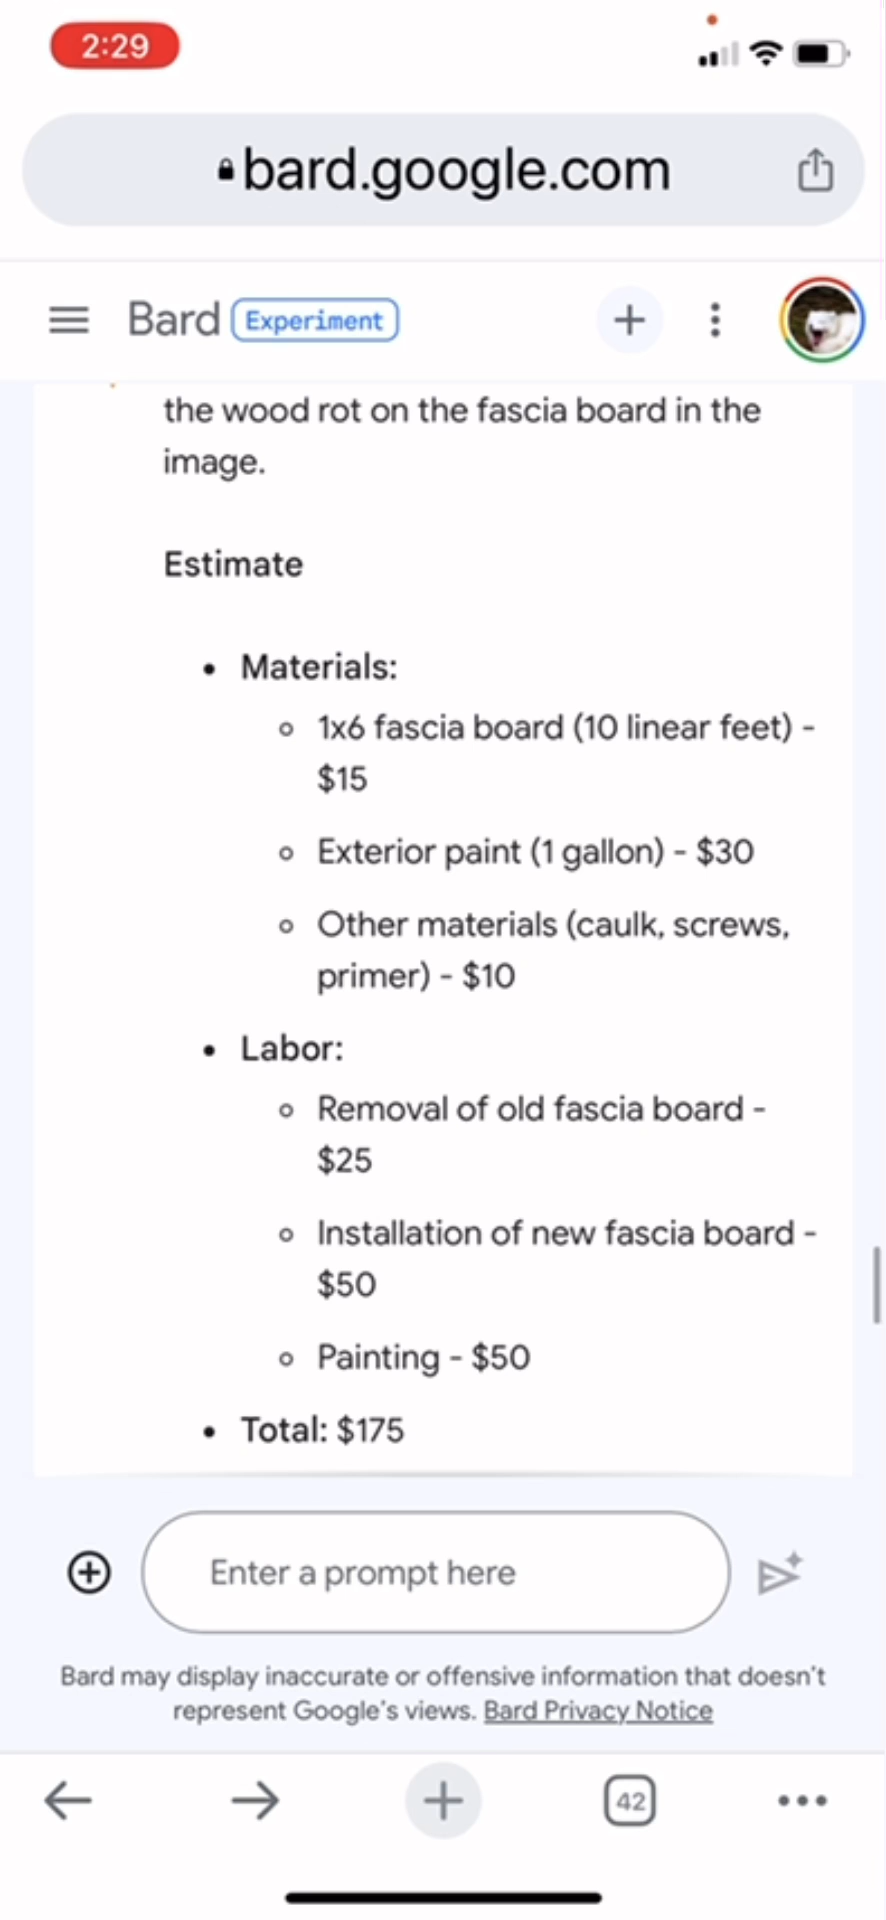 2:29
bard.google.com
Bard Experiment
the wood rot on the fascia board in the
image.
Estimate
• Materials:
◦ 1x6 fascia board (10 linear feet) -
$15
◦ Exterior paint (1 gallon) - $30
◦ Other materials (caulk, screws,
primer) - $10
• Labor:
◦ Removal of old fascia board -
$25
◦ Installation of new fascia board -
$50
◦ Painting - $50
• Total: $175
Enter a prompt here
Bard may display inaccurate or offensive information that doesn't
represent Google's views. Bard Privacy Notice
42